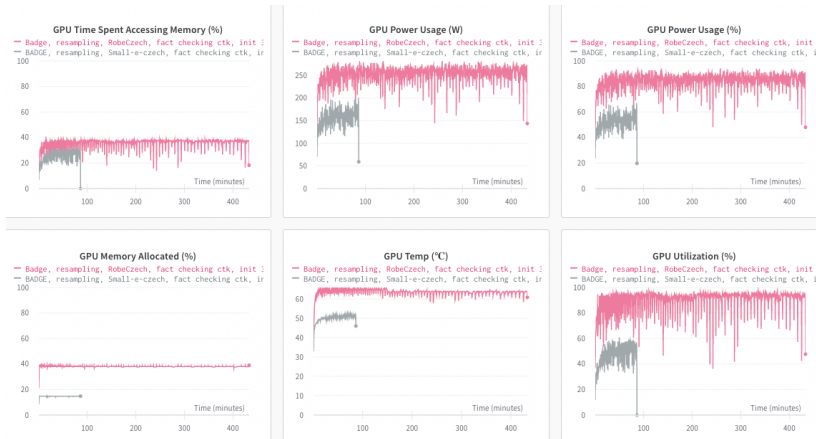 GPU Time Spent Accessing Memory (%)
Badge, resampling, RobeCzech, fact checking ctk, init
BADGE, resampling, Small-e-czech, fact checking ctk, in
100
80
60
40
20
0
Time (minutes)
100 200 300 400
GPU Power Usage (W)
Badge, resampling, RobeCzech, fact checking ctk, init
BADGE, resampling, Small-e-czech, fact checking ctk, in
250
200
150
100
50
0
Time (minutes)
100 200 300 400
GPU Power Usage (%)
Badge, resampling, RobeCzech, fact checking ctk, init
BADGE, resampling, Small-e-czech, fact checking ctk, i
100
80
60
40
20
0
Time (minutes)
100 200 300 400
GPU Memory Allocated (%)
Badge, resampling, RobeCzech, fact checking ctk, init
BADGE, resampling, Small-e-czech, fact checking ctk, in
100
80
60
40
20
0
Time (minutes)
100 200 300 400
GPU Temp (℃)
Badge, resampling, RobeCzech, fact checking ctk, init
BADGE, resampling, Small-e-czech, fact checking ctk, in
60
50
40
30
20
10
0
Time (minutes)
100 200 300 400
GPU Utilization (%)
Badge, resampling, RobeCzech, fact checking ctk, init
BADGE, resampling, Small-e-czech, fact checking ctk, i
100
80
60
40
20
0
Time (minutes)
100 200 300 400